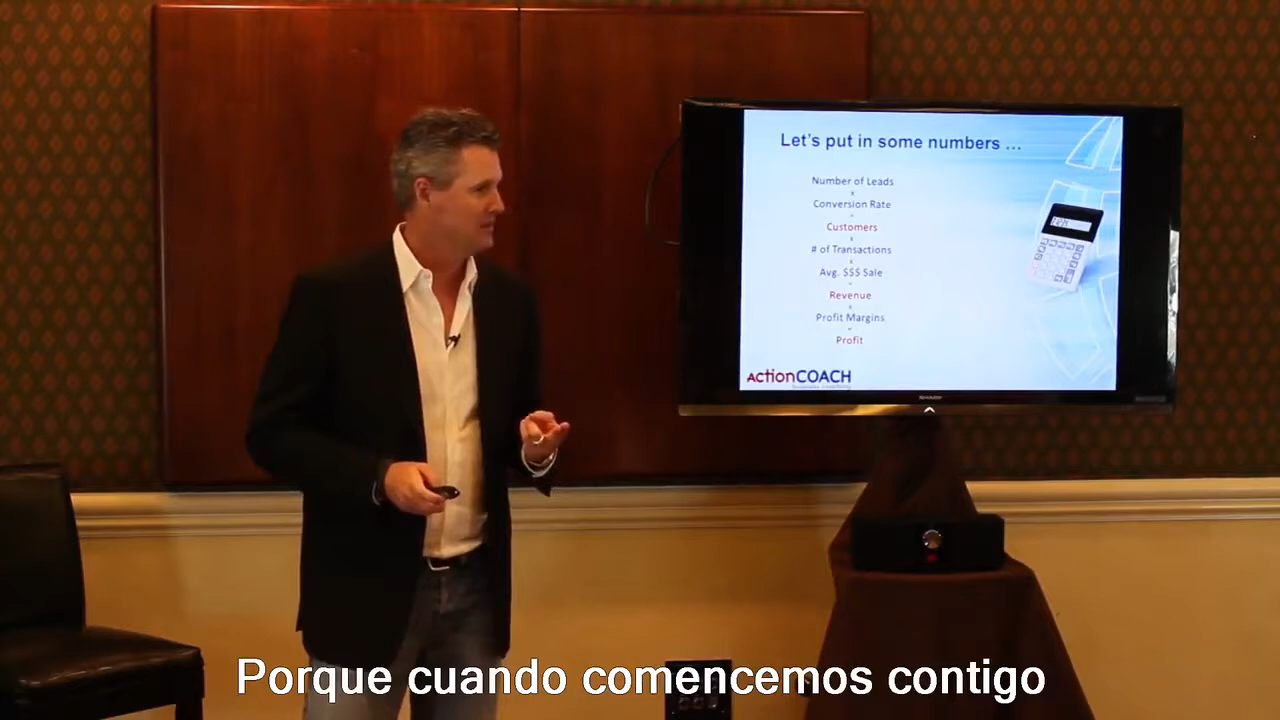 Let's put in some numbers ...
Number of Leads
x
Conversion Rate
=
Customers
x
# of Transactions
x
Avg. $$$ Sale
=
Revenue
x
Profit Margins
=
Profit
ActionCOACH
SHARP
Porque cuando comencemos contigo